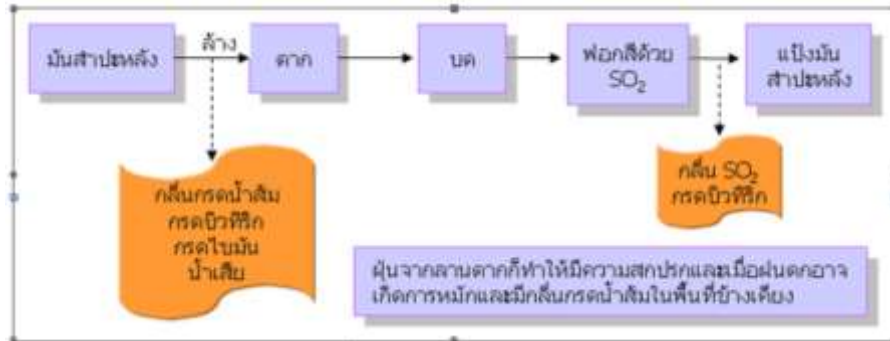 มันสำปะหลัง
ล้าง
ตาก
บด
ฟอกสีด้วย
SO₂
แป้งมัน
สำปะหลัง
กลิ่นกรดน้ำส้ม
กรดบิวทีริก
กรดไขมัน
น้ำเสีย
กลิ่น SO₂
กรดบิวทีริก
ฝุ่นจากลานตากก็ทำให้มีความสกปรกและเมื่อฝนตกอาจ
เกิดการหมักและมีกลิ่นกรดน้ำส้มในพื้นที่ข้างเคียง